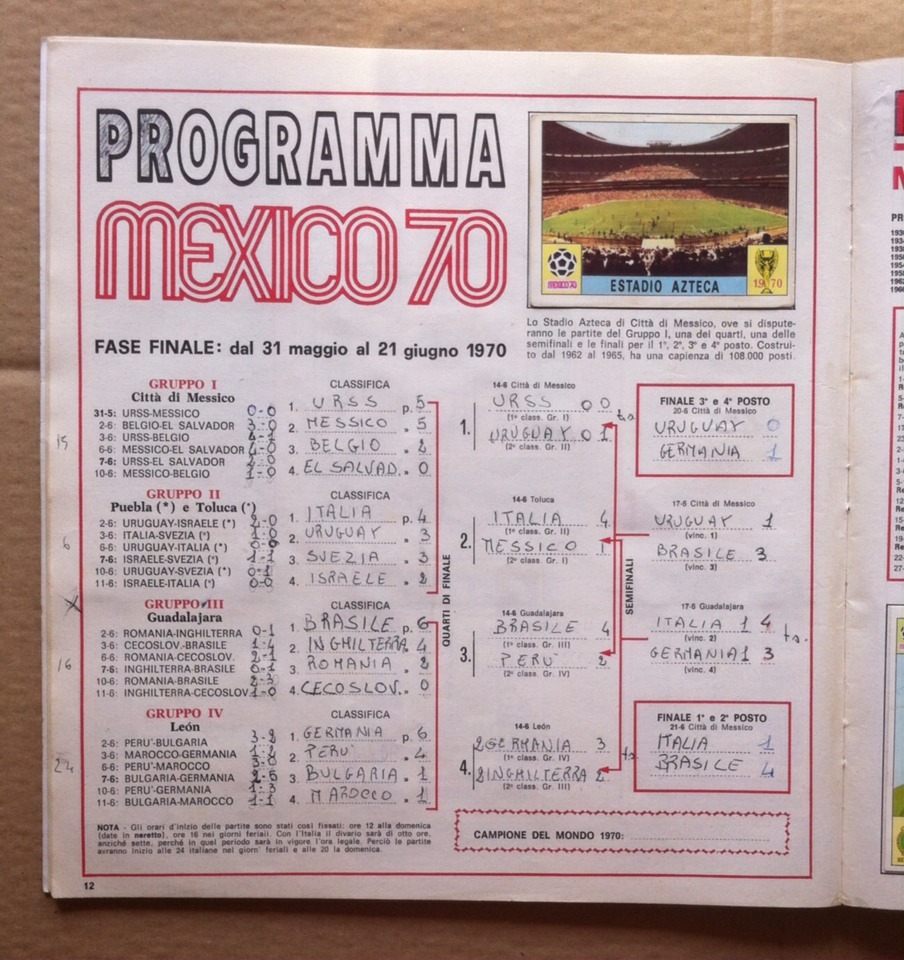 PROGRAMMA
MEXICO 70
MEXICO 70
ESTADIO AZTECA
1970
Lo Stadio Azteca di Città di Messico, ove si dispute-
ranno le partite del Gruppo I, una dei quarti, una delle
semifinali e le finali per il 1°, 2°, 3° e 4° posto. Costrui-
to dal 1962 al 1965, ha una capienza di 108.000 posti.
FASE FINALE: dal 31 maggio al 21 giugno 1970
GRUPPO I
Città di Messico
31-5: URSS-MESSICO 0-0
2-6: BELGIO-EL SALVADOR 3-0
3-6: URSS-BELGIO 4-1
6-6: MESSICO-EL SALVADOR 4-0
7-6: URSS-EL SALVADOR 2-0
10-6: MESSICO-BELGIO 1-0
CLASSIFICA
1. URSS p. 5
2. MESSICO » 5
3. BELGIO » 2
4. EL SALVAD. » 0
GRUPPO II
Puebla (*) e Toluca (°)
2-6: URUGUAY-ISRAELE (*) 2-0
3-6: ITALIA-SVEZIA (°) 1-0
6-6: URUGUAY-ITALIA (*) 0-0
7-6: ISRAELE-SVEZIA (°) 1-1
10-6: URUGUAY-SVEZIA (*) 0-1
11-6: ISRAELE-ITALIA (°) 0-0
6
CLASSIFICA
1. ITALIA p. 4
2. URUGUAY » 3
3. SVEZIA » 3
4. ISRAELE » 2
GRUPPO III
Guadalajara
2-6: ROMANIA-INGHILTERRA 0-1
3-6: CECOSLOV.-BRASILE 1-4
6-6: ROMANIA-CECOSLOV. 2-1
7-6: INGHILTERRA-BRASILE 0-1
10-6: ROMANIA-BRASILE 2-3
11-6: INGHILTERRA-CECOSLOV. 1-0
16
CLASSIFICA
1. BRASILE p. 6
2. INGHILTERRA 4
3. ROMANIA » 2
4. CECOSLOV. » 0
GRUPPO IV
León
2-6: PERU'-BULGARIA 3-2
3-6: MAROCCO-GERMANIA 1-2
6-6: PERU'-MAROCCO 3-0
7-6: BULGARIA-GERMANIA 2-5
10-6: PERU'-GERMANIA 1-3
11-6: BULGARIA-MAROCCO 1-1
24
CLASSIFICA
1. GERMANIA p. 6
2. PERU' » 4
3. BULGARIA » 1
4. MAROCCO » 1
QUARTI DI FINALE
14-6 Città di Messico
1.
URSS 0 0
(1ª class. Gr. I)
URUGUAY 0 1
(2ª class. Gr. II)
t.s.
14-6 Toluca
2.
ITALIA 4
(1ª class. Gr. II)
MESSICO 1
(2ª class. Gr. I)
14-6 Guadalajara
3.
BRASILE 4
(1ª class. Gr. III)
PERU' 2
(2ª class. Gr. IV)
14-6 León
4.
2 GERMANIA 3
(1ª class. Gr. IV)
2 INGHILTERRA 2
(2ª class. Gr. III)
t.s.
SEMIFINALI
FINALE 3° e 4° POSTO
20-6 Città di Messico
URUGUAY 0
GERMANIA 1
17-6 Città di Messico
URUGUAY 1
(vinc. 1)
BRASILE 3
(vinc. 3)
17-6 Guadalajara
ITALIA 1 4
(vinc. 2)
GERMANIA 1 3
(vinc. 4)
t.s.
FINALE 1° e 2° POSTO
21-6 Città di Messico
ITALIA 1
BRASILE 4
CAMPIONE DEL MONDO 1970:
NOTA - Gli orari d'inizio delle partite sono stati così fissati: ore 12 alla domenica
(date in neretto), ore 16 nei giorni feriali. Con l'Italia il divario sarà di otto ore,
anziché sette, perché in quel periodo sarà in vigore l'ora legale. Perciò le partite
avranno inizio alle 24 italiane nei giorn' feriali e alle 20 la domenica.
12